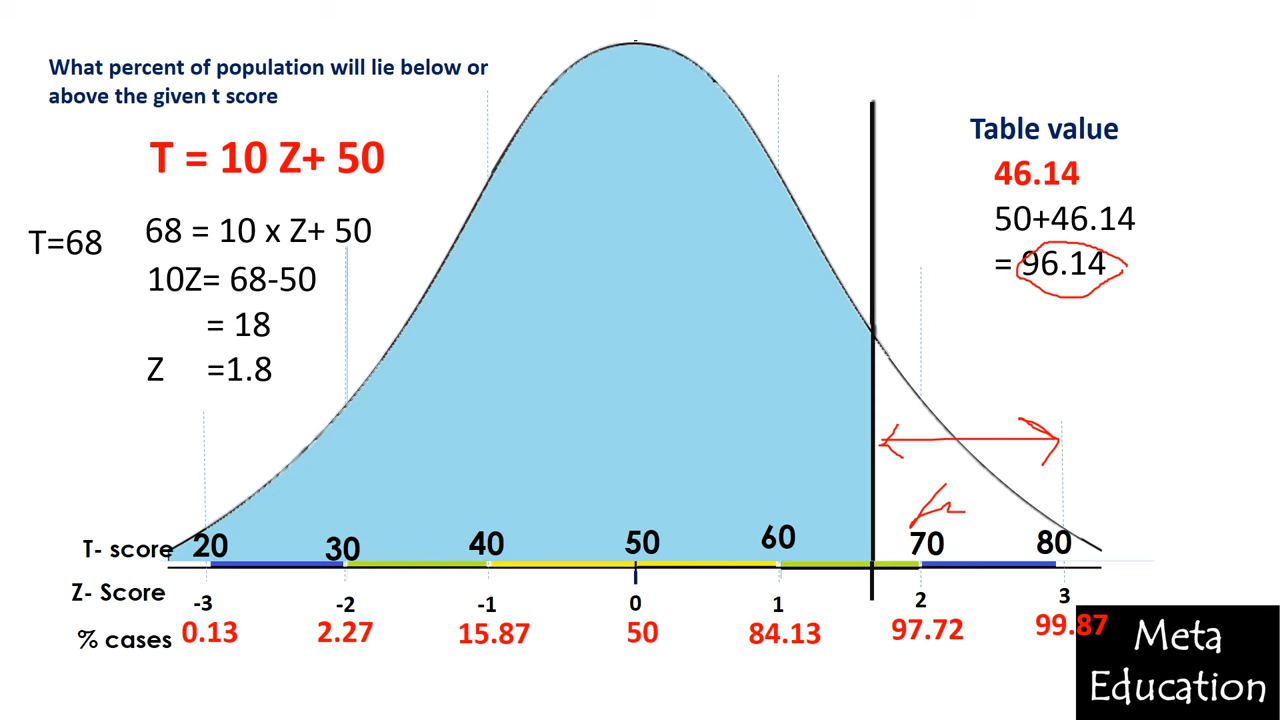 What percent of population will lie below or
above the given t score
T = 10 Z+ 50
T=68
68 = 10 x Z+ 50
10Z= 68-50
= 18
Z =1.8
Table value
46.14
50+46.14
= 96.14
T- score 20 30 40 50 60 70 80
Z- Score -3 -2 -1 0 1 2 3
% cases 0.13 2.27 15.87 50 84.13 97.72 99.87
Meta
Education